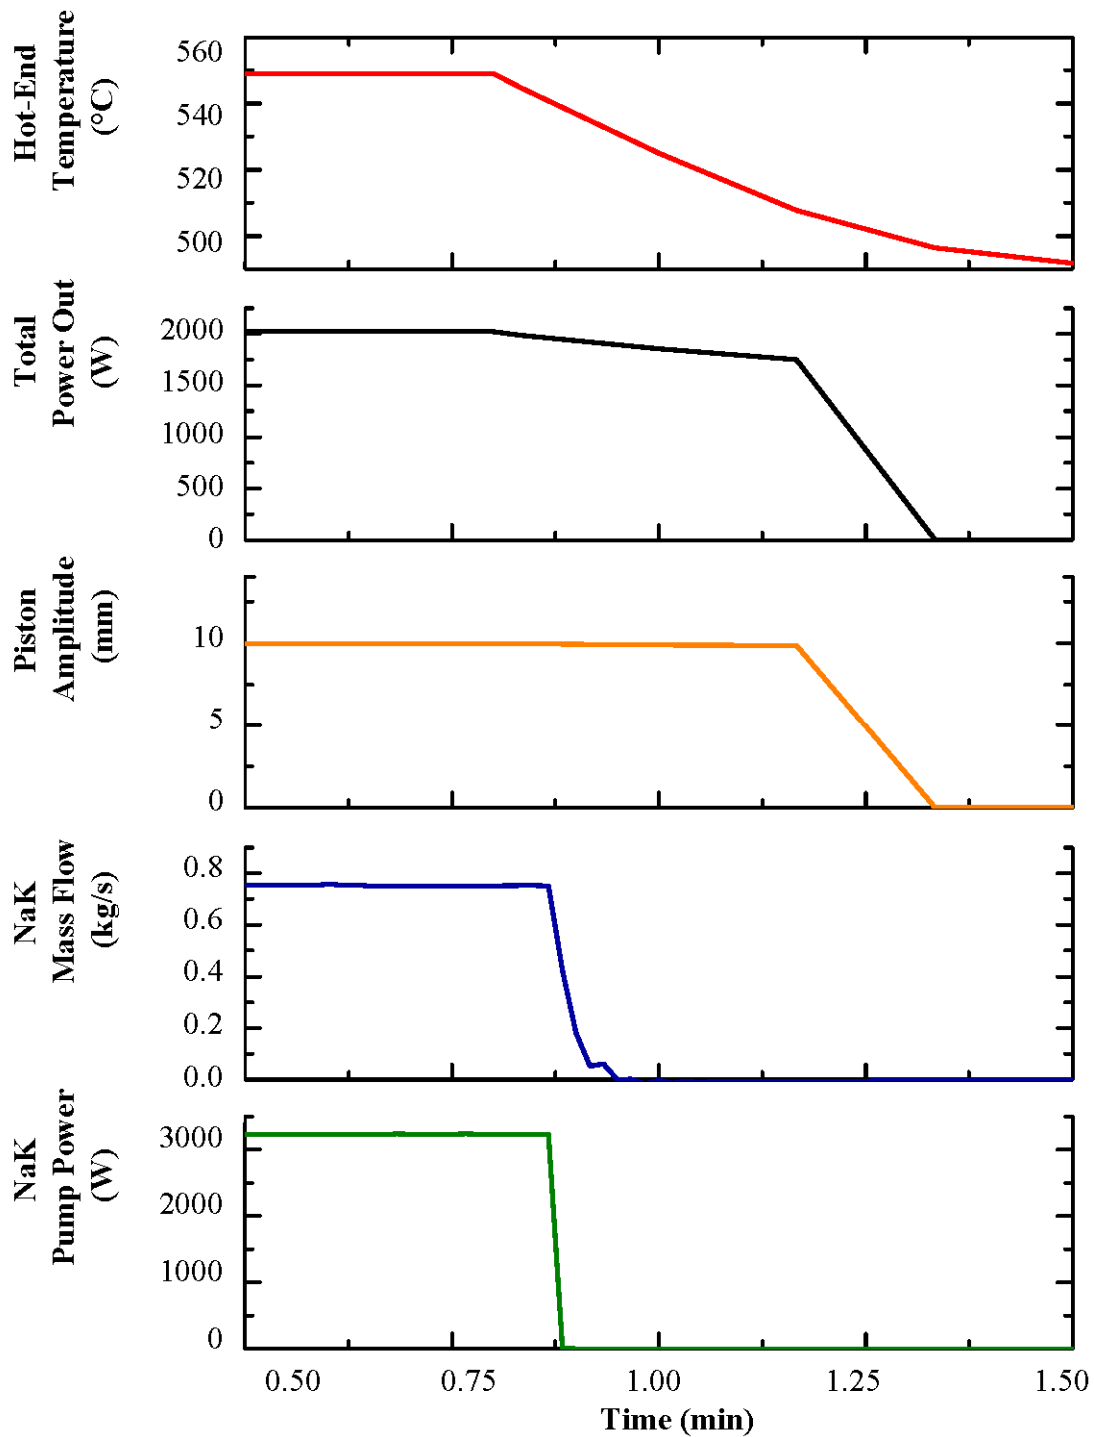 Hot-End
Temperature
(°C)
560
540
520
500
Total
Power Out
(W)
2000
1500
1000
500
0
Piston
Amplitude
(mm)
10
5
0
NaK
Mass Flow
(kg/s)
0.8
0.6
0.4
0.2
0.0
NaK
Pump Power
(W)
3000
2000
1000
0
0.50 0.75 1.00 1.25 1.50
Time (min)